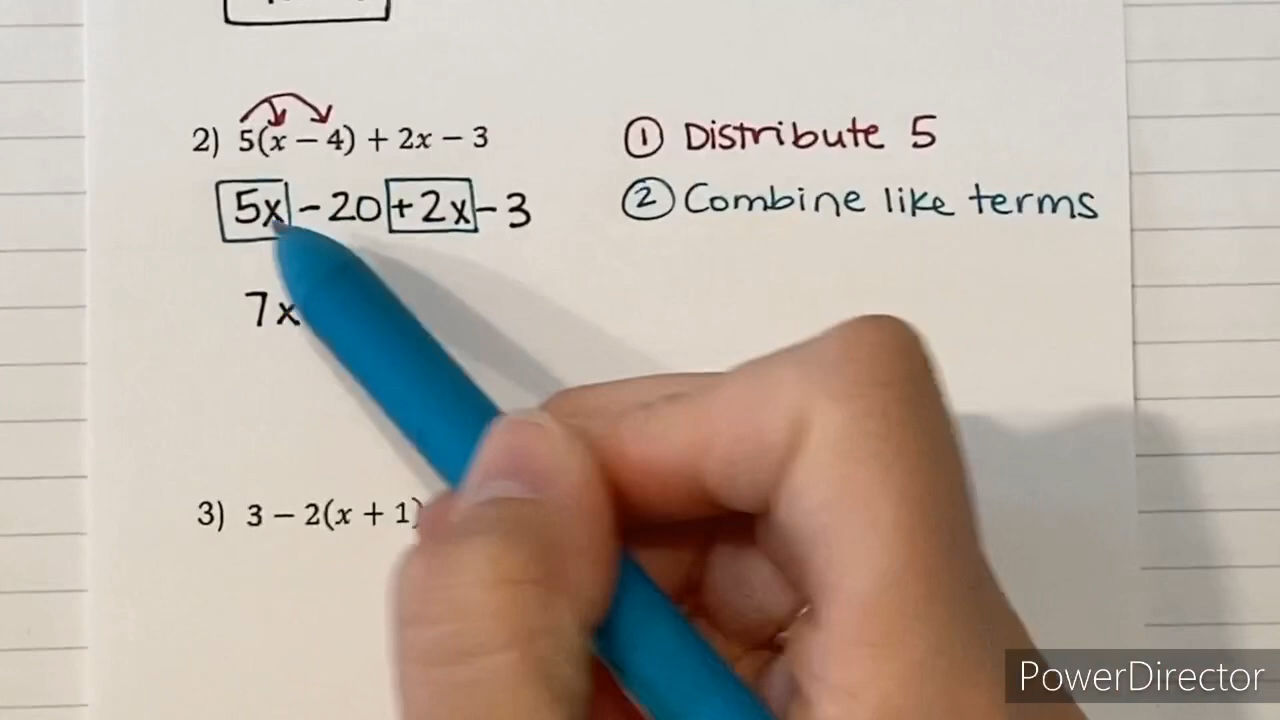 2) 5(x − 4) + 2x − 3
① Distribute 5
5x − 20 + 2x − 3
② Combine like terms
7x
3) 3 − 2(x + 1)
PowerDirector